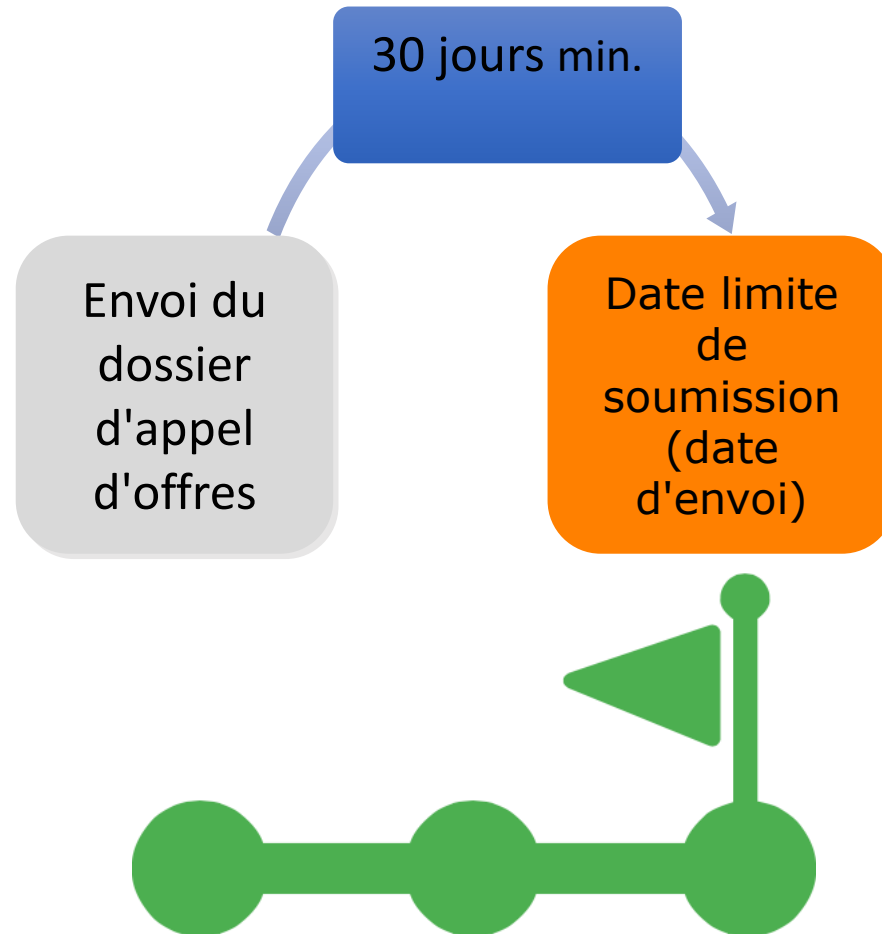 30 jours min.
Envoi du
dossier
d'appel
d'offres
Date limite
de
soumission
(date
d'envoi)